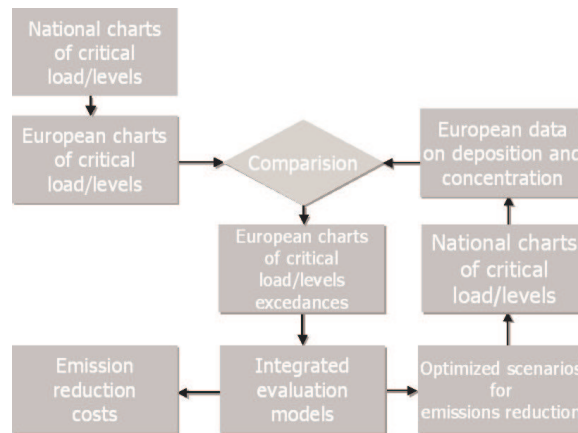 National charts
of critical
load/levels
European charts
of critical
load/levels
Comparision
European data
on deposition and
concentration
European charts
of critical
load/levels
excedances
National charts
of critical
load/levels
Emission
reduction
costs
Integrated
evaluation
models
Optimized scenarios
for
emissions reduction